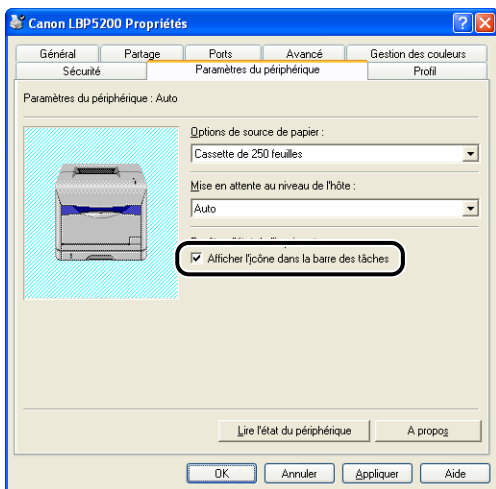 Canon LBP5200 Propriétés
Général Partage Ports Avancé Gestion des couleurs
Sécurité Paramètres du périphérique Profil
Paramètres du périphérique : Auto
Options de source de papier :
Cassette de 250 feuilles
Mise en attente au niveau de l'hôte :
Auto
Afficher l'icône dans la barre des tâches
Lire l'état du périphérique A propos
OK Annuler Appliquer Aide